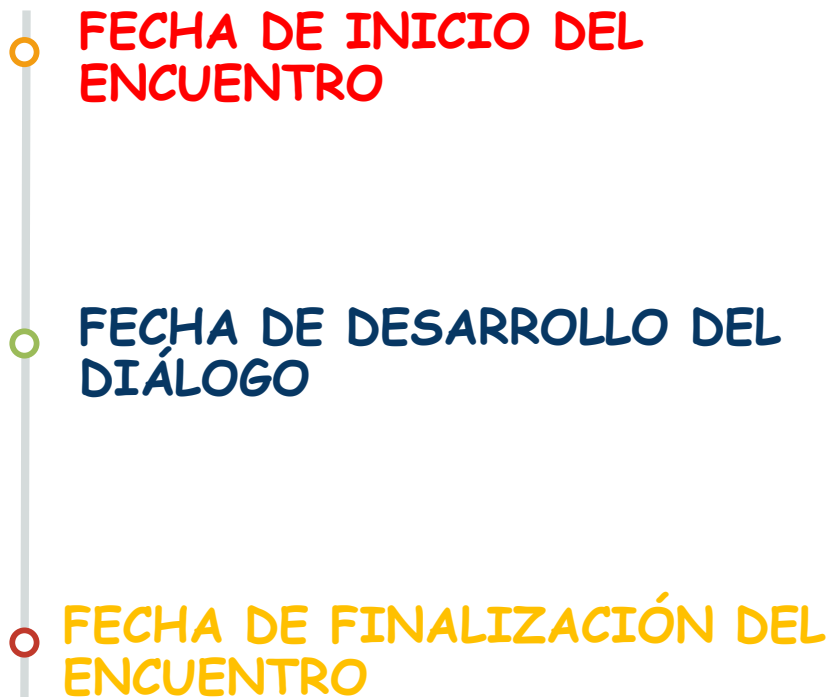 FECHA DE INICIO DEL
ENCUENTRO
FECHA DE DESARROLLO DEL
DIÁLOGO
FECHA DE FINALIZACIÓN DEL
ENCUENTRO